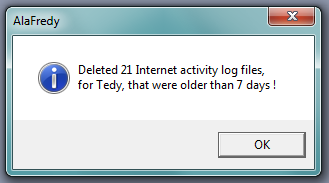 AlaFredy
Deleted 21 Internet activity log files,
for Tedy, that were older than 7 days !
OK